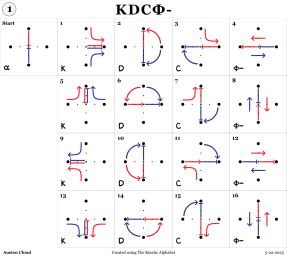 1 KDCΦ-
Start 1 2 3 4
α K D C Φ-
5 6 7 8
K D C Φ-
9 10 11 12
K D C Φ-
13 14 15 16
K D C Φ-
Austen Cloud Created using The Kinetic Alphabet 5-22-2025